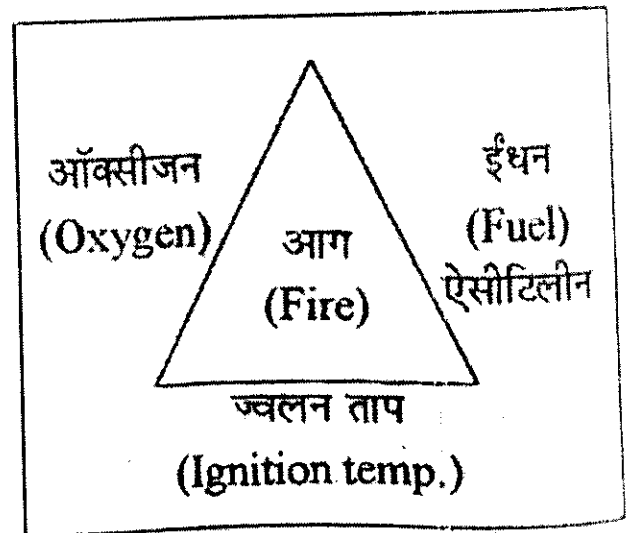 ऑक्सीजन
(Oxygen)
आग
(Fire)
ईंधन
(Fuel)
ऐसीटिलीन
ज्वलन ताप
(Ignition temp.)